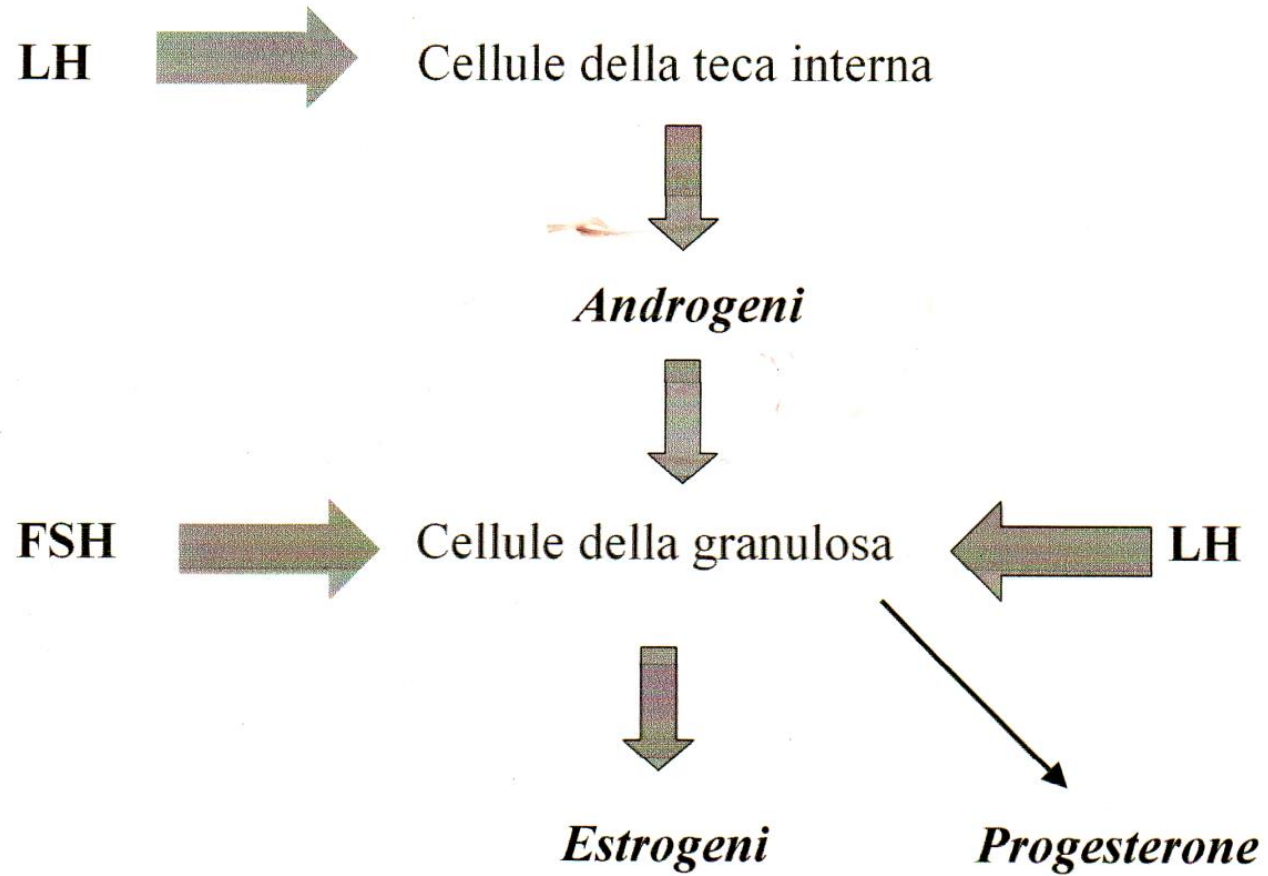 LH Cellule della teca interna
Androgeni
FSH Cellule della granulosa LH
Estrogeni Progesterone